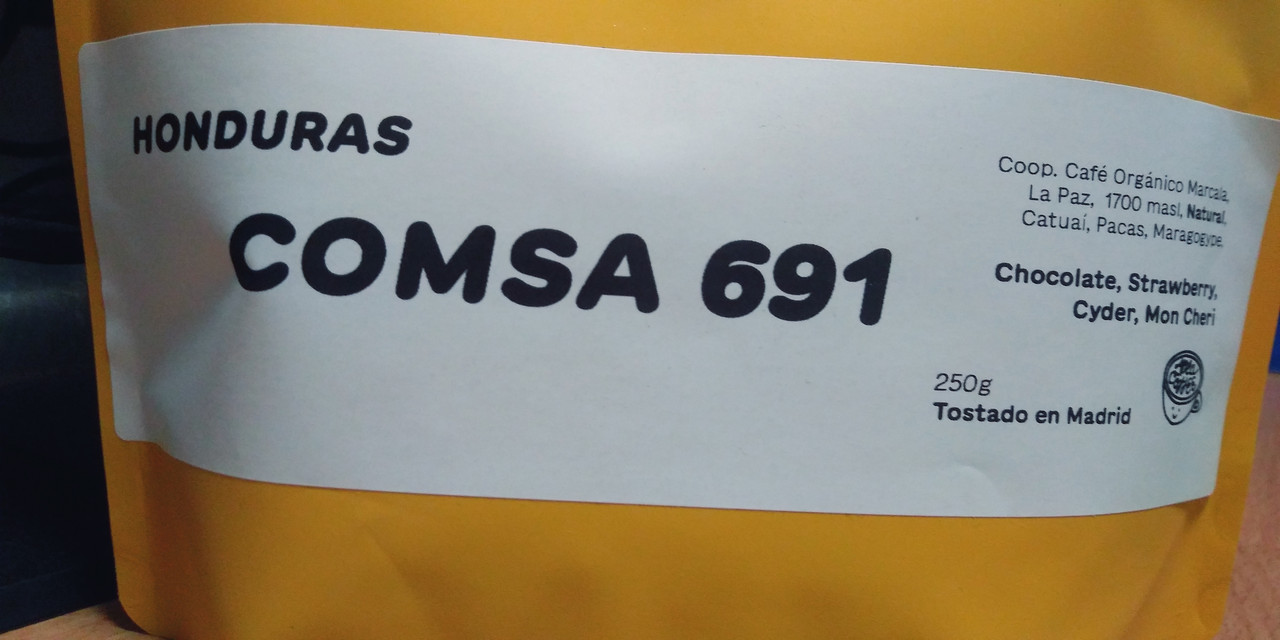 HONDURAS
COMSA 691
Coop. Café Orgánico Marcala,
La Paz, 1700 masl, Natural,
Catuaí, Pacas, Maragogype,
Chocolate, Strawberry,
Cyder, Mon Cheri
250g
Tostado en Madrid